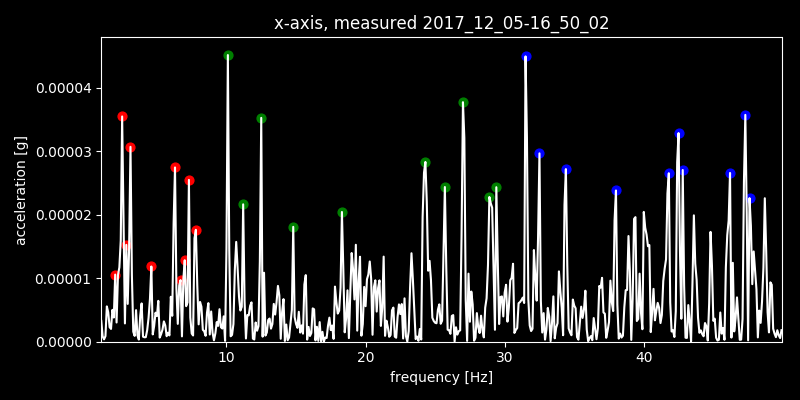 x-axis, measured 2017_12_05-16_50_02
acceleration [g]
0.00004
0.00003
0.00002
0.00001
0.00000
10 20 30 40
frequency [Hz]